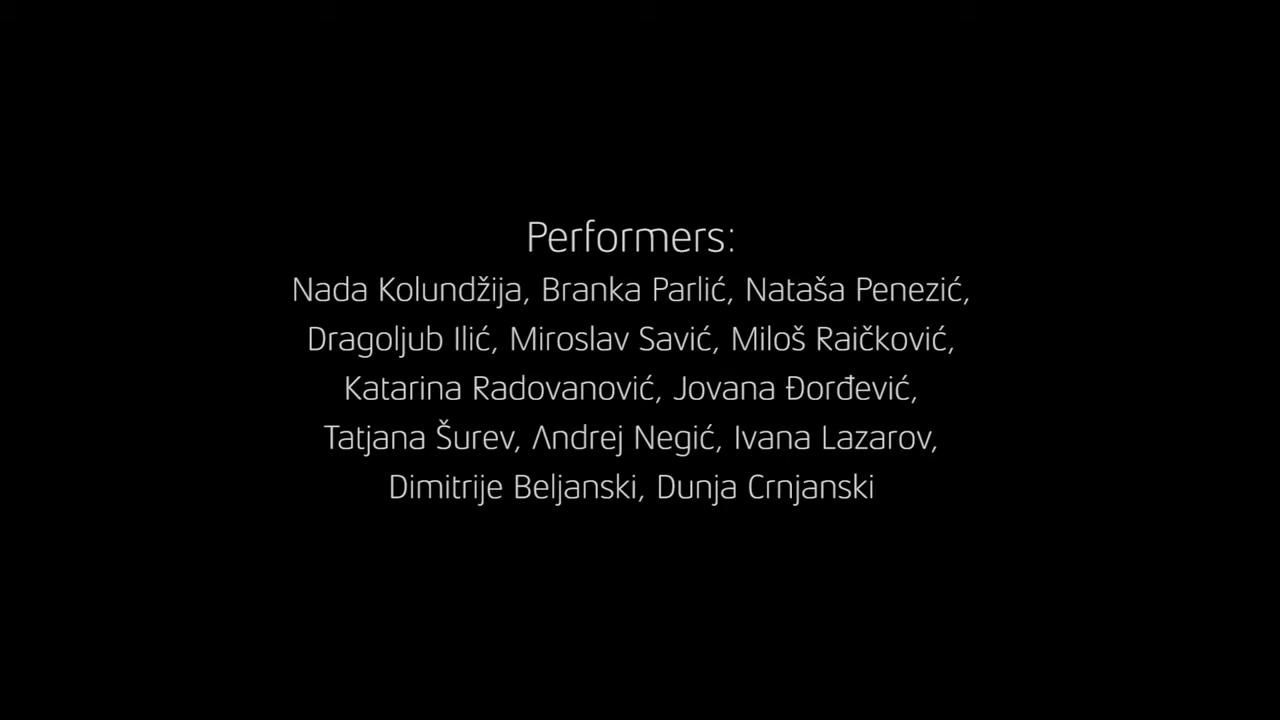 Performers:
Nada Kolundžija, Branka Parlić, Nataša Penezić,
Dragoljub Ilić, Miroslav Savić, Miloš Raičković,
Katarina Radovanović, Jovana Đorđević,
Tatjana Šurev, Andrej Negić, Ivana Lazarov,
Dimitrije Beljanski, Dunja Crnjanski